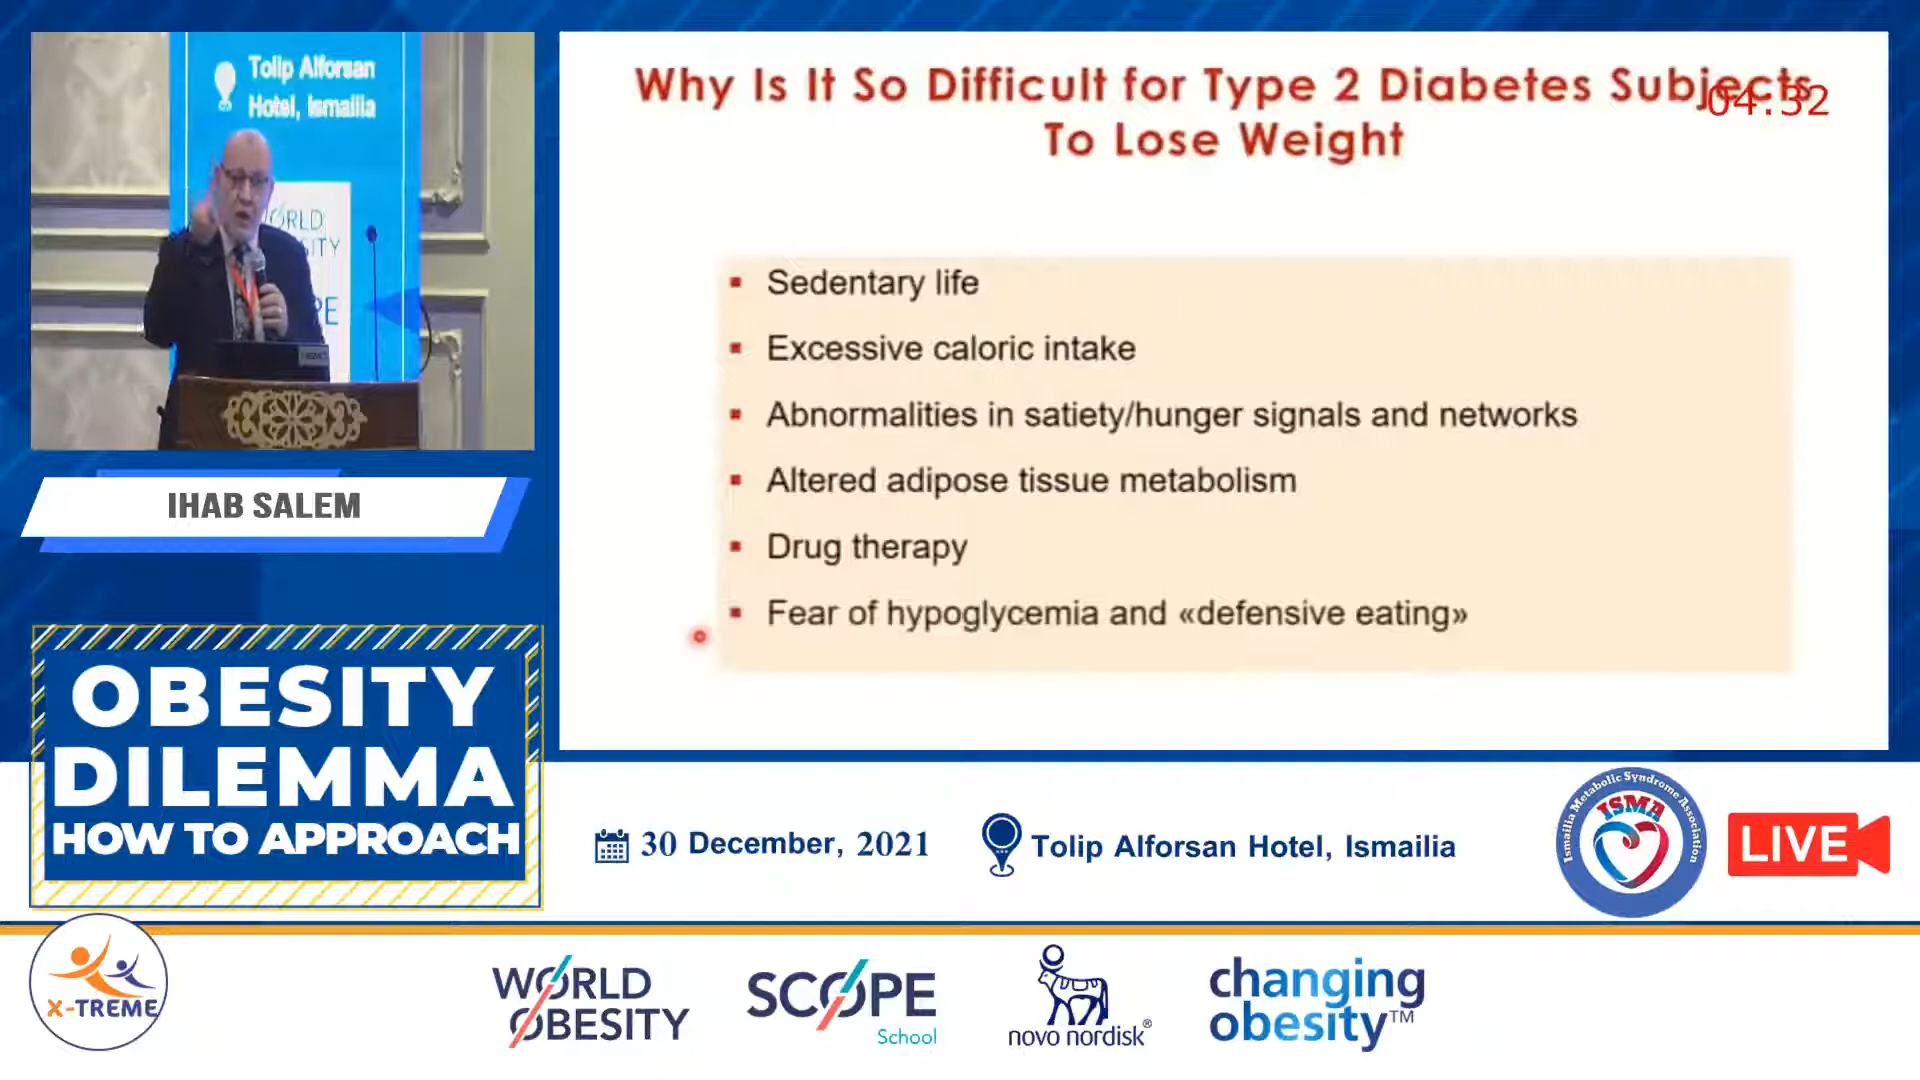 Tolip Alforsan
Hotel, Ismailia
IHAB SALEM
OBESITY
DILEMMA
HOW TO APPROACH
Why Is It So Difficult for Type 2 Diabetes Subjects
To Lose Weight
04:32
▪ Sedentary life
▪ Excessive caloric intake
▪ Abnormalities in satiety/hunger signals and networks
▪ Altered adipose tissue metabolism
▪ Drug therapy
▪ Fear of hypoglycemia and «defensive eating»
30 December, 2021
Tolip Alforsan Hotel, Ismailia
Ismailia Metabolic Syndrome Association
ISMA
LIVE
X-TREME
WORLD
OBESITY
SCOPE
School
novo nordisk®
changing
obesity™